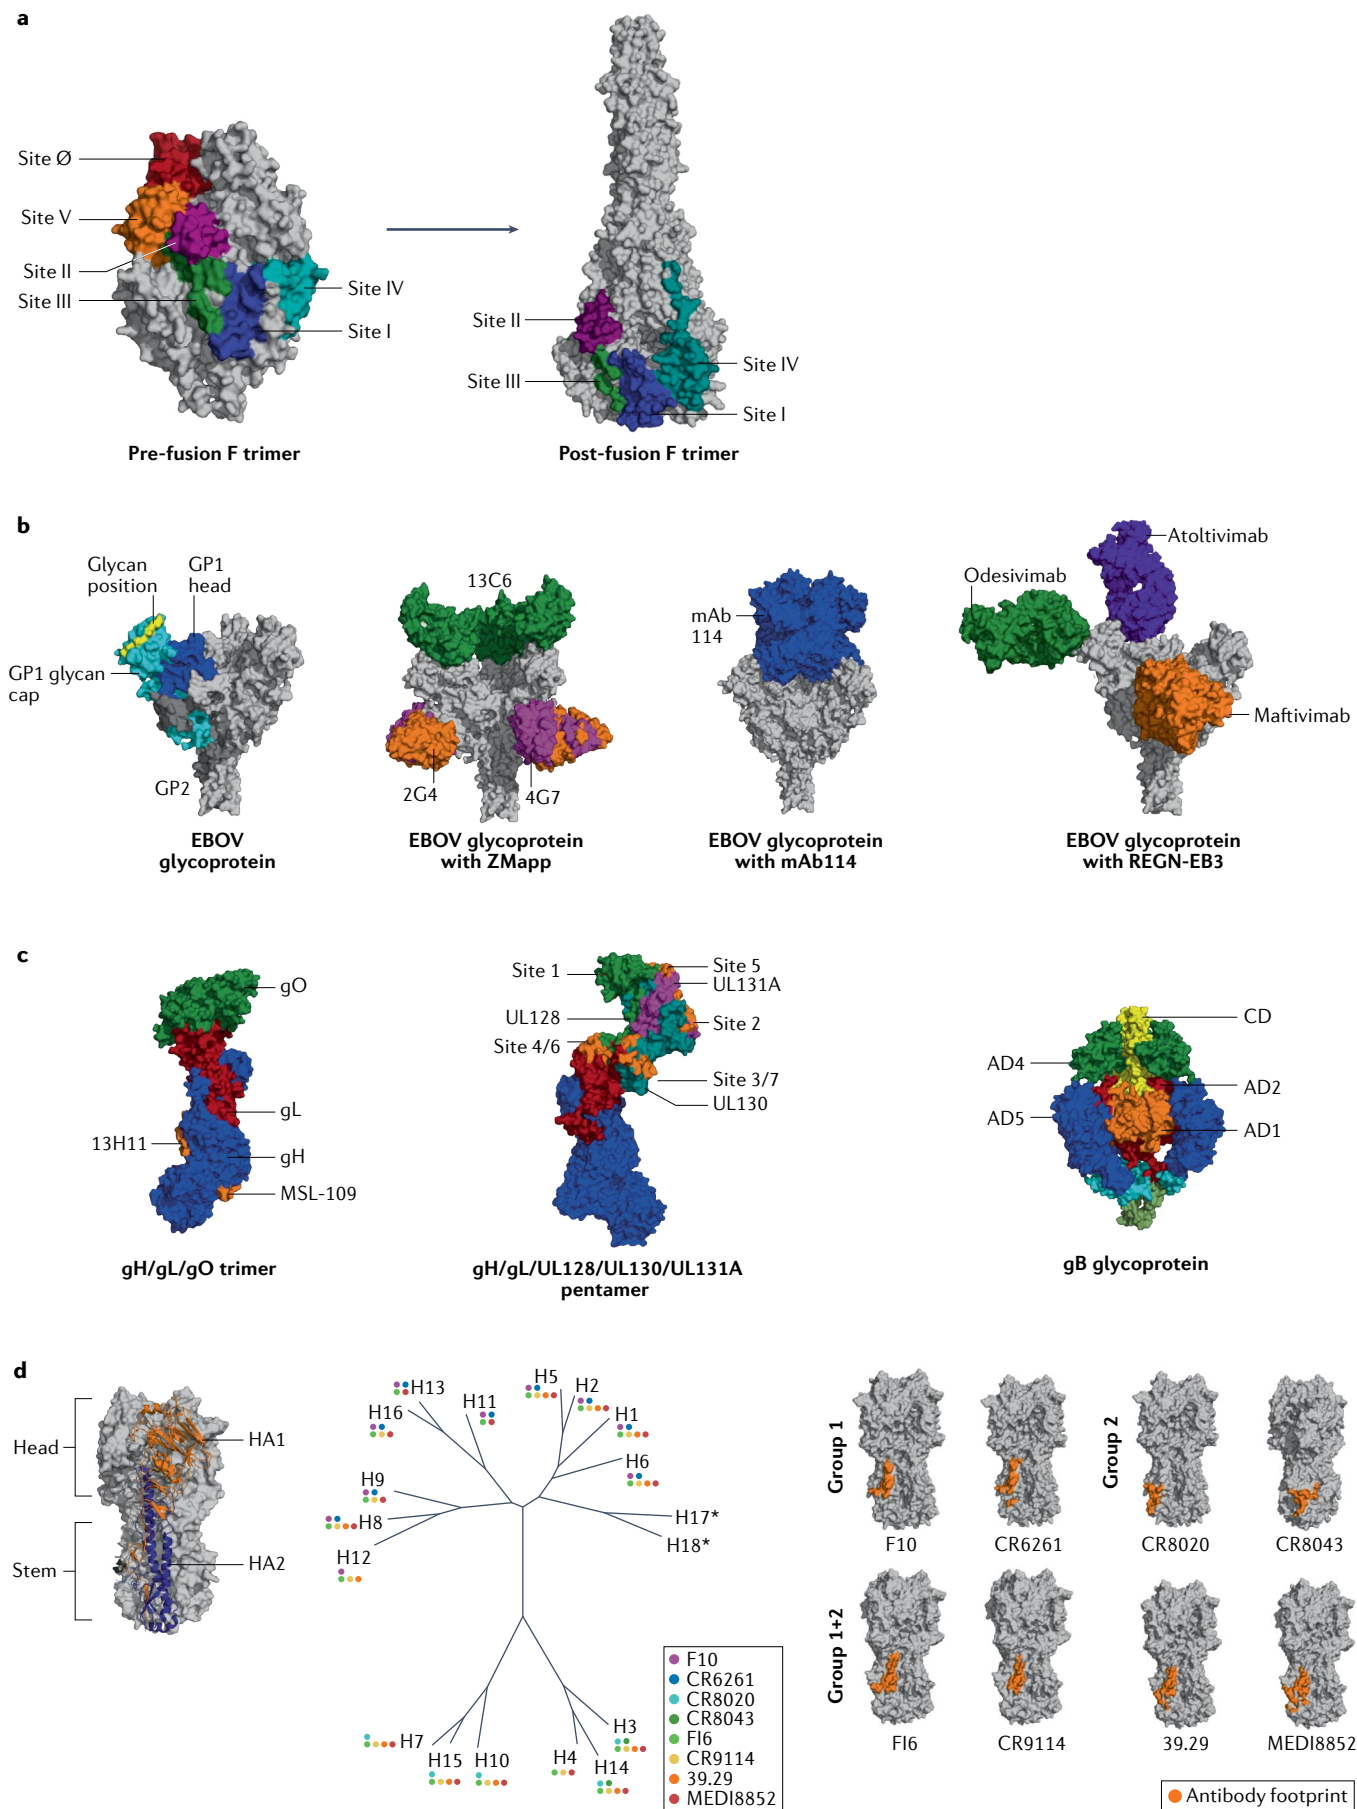 a
Site Ø
Site V
Site II
Site III
Site IV
Site I
Pre-fusion F trimer
Site II
Site III
Site IV
Site I
Post-fusion F trimer
b
Glycan
position
GP1
head
GP1 glycan
cap
GP2
EBOV
glycoprotein
13C6
2G4
4G7
EBOV glycoprotein
with ZMapp
mAb
114
EBOV glycoprotein
with mAb114
Odesivimab
Atoltivimab
Maftivimab
EBOV glycoprotein
with REGN-EB3
c
gO
gL
13H11
gH
MSL-109
gH/gL/gO trimer
Site 1
Site 5
UL131A
UL128
Site 2
Site 4/6
Site 3/7
UL130
gH/gL/UL128/UL130/UL131A
pentamer
CD
AD4
AD2
AD5
AD1
gB glycoprotein
d
Head
HA1
Stem
HA2
H13
H11
H16
H9
H8
H12
H5
H2
H1
H6
H17*
H18*
H7
H15
H10
H4
H14
H3
F10
CR6261
CR8020
CR8043
FI6
CR9114
39.29
MEDI8852
Group 1
F10
CR6261
Group 2
CR8020
CR8043
Group 1+2
FI6
CR9114
39.29
MEDI8852
Antibody footprint